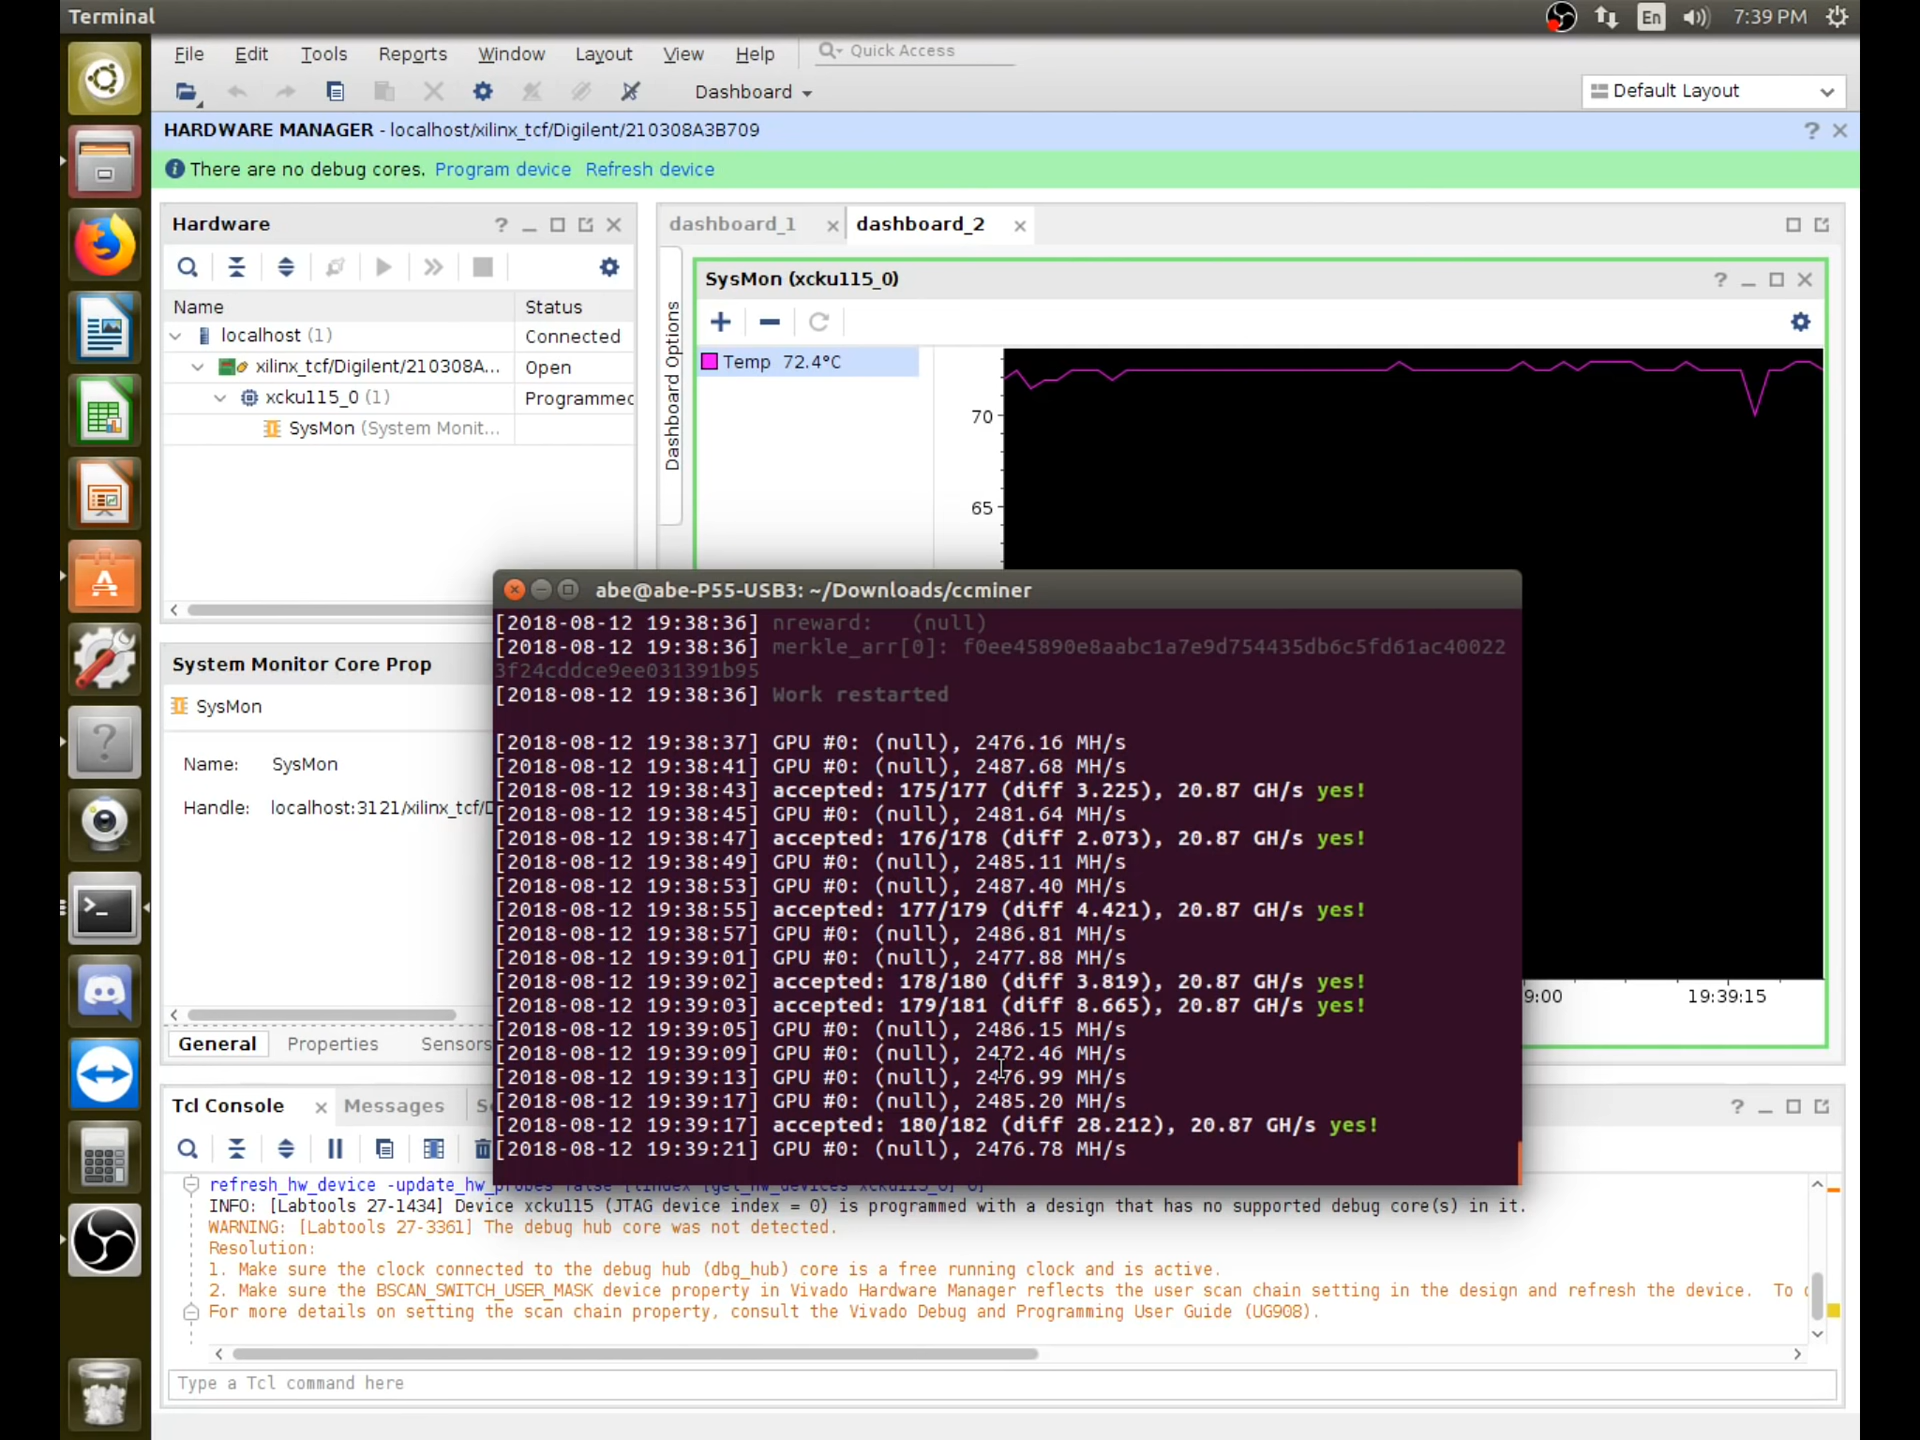 Terminal
En
7:39 PM
File Edit Tools Reports Window Layout View Help Quick Access
Dashboard
Default Layout
HARDWARE MANAGER - localhost/xilinx_tcf/Digilent/210308A3B709
There are no debug cores. Program device Refresh device
Hardware
Name Status
localhost (1) Connected
xilinx_tcf/Digilent/210308A... Open
xcku115_0 (1) Programmed
SysMon (System Monit...
dashboard_1 dashboard_2
Dashboard Options
SysMon (xcku115_0)
Temp 72.4°C
70
65
9:00 19:39:15
System Monitor Core Prop
SysMon
Name: SysMon
Handle: localhost:3121/xilinx_tcf/D
General Properties Sensors
abe@abe-P55-USB3: ~/Downloads/ccminer
[2018-08-12 19:38:36] nreward: (null)
[2018-08-12 19:38:36] merkle_arr[0]: f0ee45890e8aabc1a7e9d754435db6c5fd61ac40022
3f24cddce9ee031391b95
[2018-08-12 19:38:36] Work restarted
[2018-08-12 19:38:37] GPU #0: (null), 2476.16 MH/s
[2018-08-12 19:38:41] GPU #0: (null), 2487.68 MH/s
[2018-08-12 19:38:43] accepted: 175/177 (diff 3.225), 20.87 GH/s yes!
[2018-08-12 19:38:45] GPU #0: (null), 2481.64 MH/s
[2018-08-12 19:38:47] accepted: 176/178 (diff 2.073), 20.87 GH/s yes!
[2018-08-12 19:38:49] GPU #0: (null), 2485.11 MH/s
[2018-08-12 19:38:53] GPU #0: (null), 2487.40 MH/s
[2018-08-12 19:38:55] accepted: 177/179 (diff 4.421), 20.87 GH/s yes!
[2018-08-12 19:38:57] GPU #0: (null), 2486.81 MH/s
[2018-08-12 19:39:01] GPU #0: (null), 2477.88 MH/s
[2018-08-12 19:39:02] accepted: 178/180 (diff 3.819), 20.87 GH/s yes!
[2018-08-12 19:39:03] accepted: 179/181 (diff 8.665), 20.87 GH/s yes!
[2018-08-12 19:39:05] GPU #0: (null), 2486.15 MH/s
[2018-08-12 19:39:09] GPU #0: (null), 2472.46 MH/s
[2018-08-12 19:39:13] GPU #0: (null), 2476.99 MH/s
[2018-08-12 19:39:17] GPU #0: (null), 2485.20 MH/s
[2018-08-12 19:39:17] accepted: 180/182 (diff 28.212), 20.87 GH/s yes!
[2018-08-12 19:39:21] GPU #0: (null), 2476.78 MH/s
Tcl Console Messages
refresh_hw_device -update_hw_probes false [lindex [get_hw_devices xcku115_0] 0]
INFO: [Labtools 27-1434] Device xcku115 (JTAG device index = 0) is programmed with a design that has no supported debug core(s) in it.
WARNING: [Labtools 27-3361] The debug hub core was not detected.
Resolution:
1. Make sure the clock connected to the debug hub (dbg_hub) core is a free running clock and is active.
2. Make sure the BSCAN_SWITCH_USER_MASK device property in Vivado Hardware Manager reflects the user scan chain setting in the design and refresh the device. To
For more details on setting the scan chain property, consult the Vivado Debug and Programming User Guide (UG908).
Type a Tcl command here